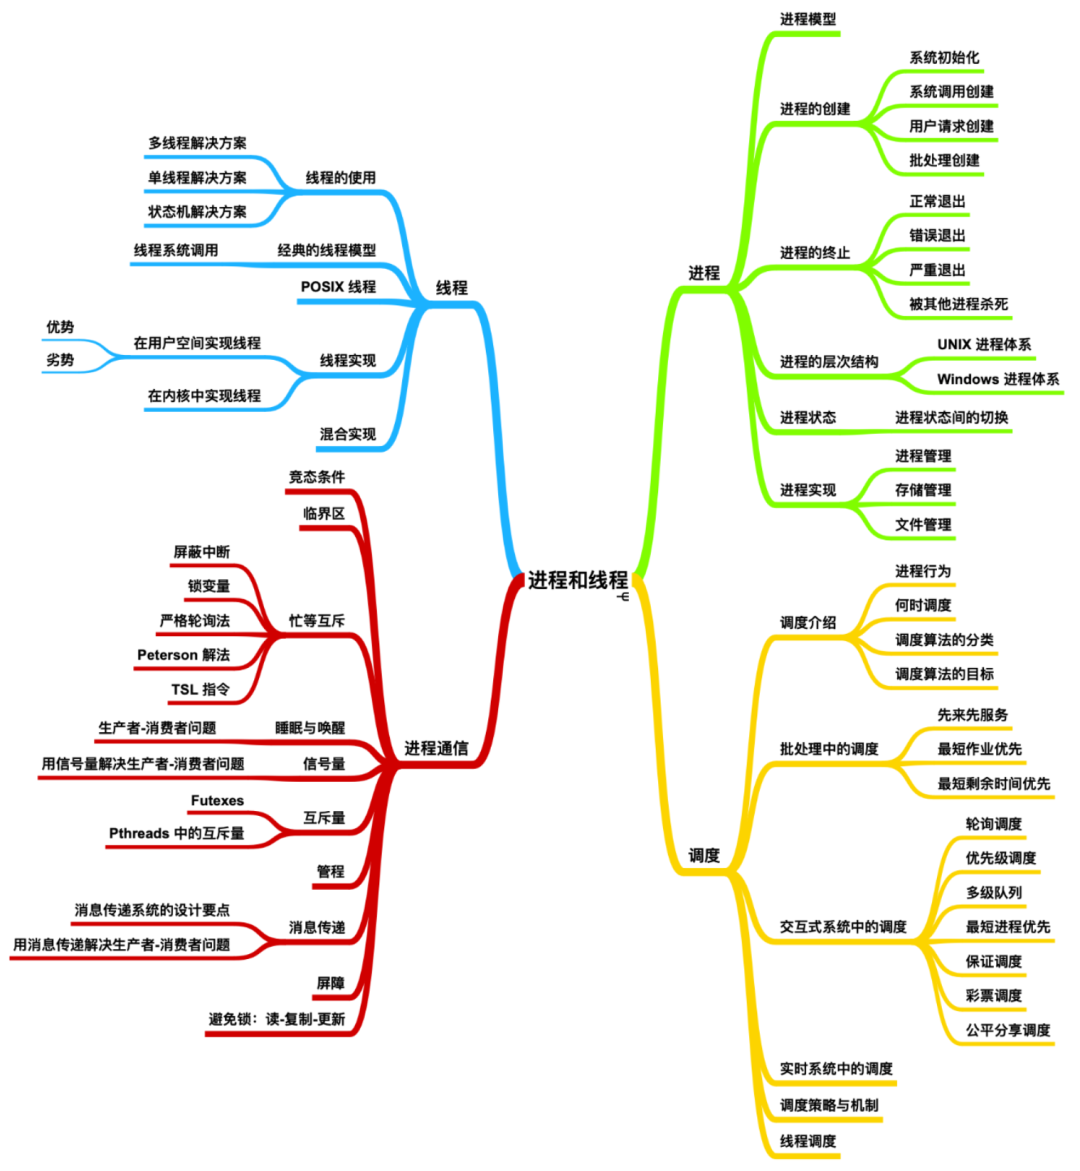 进程和线程
进程
进程模型
进程的创建
系统初始化
系统调用创建
用户请求创建
批处理创建
进程的终止
正常退出
错误退出
严重退出
被其他进程杀死
进程的层次结构
UNIX 进程体系
Windows 进程体系
进程状态
进程状态间的切换
进程实现
进程管理
存储管理
文件管理
调度
调度介绍
进程行为
何时调度
调度算法的分类
调度算法的目标
批处理中的调度
先来先服务
最短作业优先
最短剩余时间优先
交互式系统中的调度
轮询调度
优先级调度
多级队列
最短进程优先
保证调度
彩票调度
公平分享调度
实时系统中的调度
调度策略与机制
线程调度
线程
线程的使用
多线程解决方案
单线程解决方案
状态机解决方案
经典的线程模型
线程系统调用
POSIX 线程
线程实现
在用户空间实现线程
优势
劣势
在内核中实现线程
混合实现
进程通信
竞态条件
临界区
忙等互斥
屏蔽中断
锁变量
严格轮询法
Peterson 解法
TSL 指令
睡眠与唤醒
生产者-消费者问题
信号量
用信号量解决生产者-消费者问题
互斥量
Futexes
Pthreads 中的互斥量
管程
消息传递
消息传递系统的设计要点
用消息传递解决生产者-消费者问题
屏障
避免锁：读-复制-更新